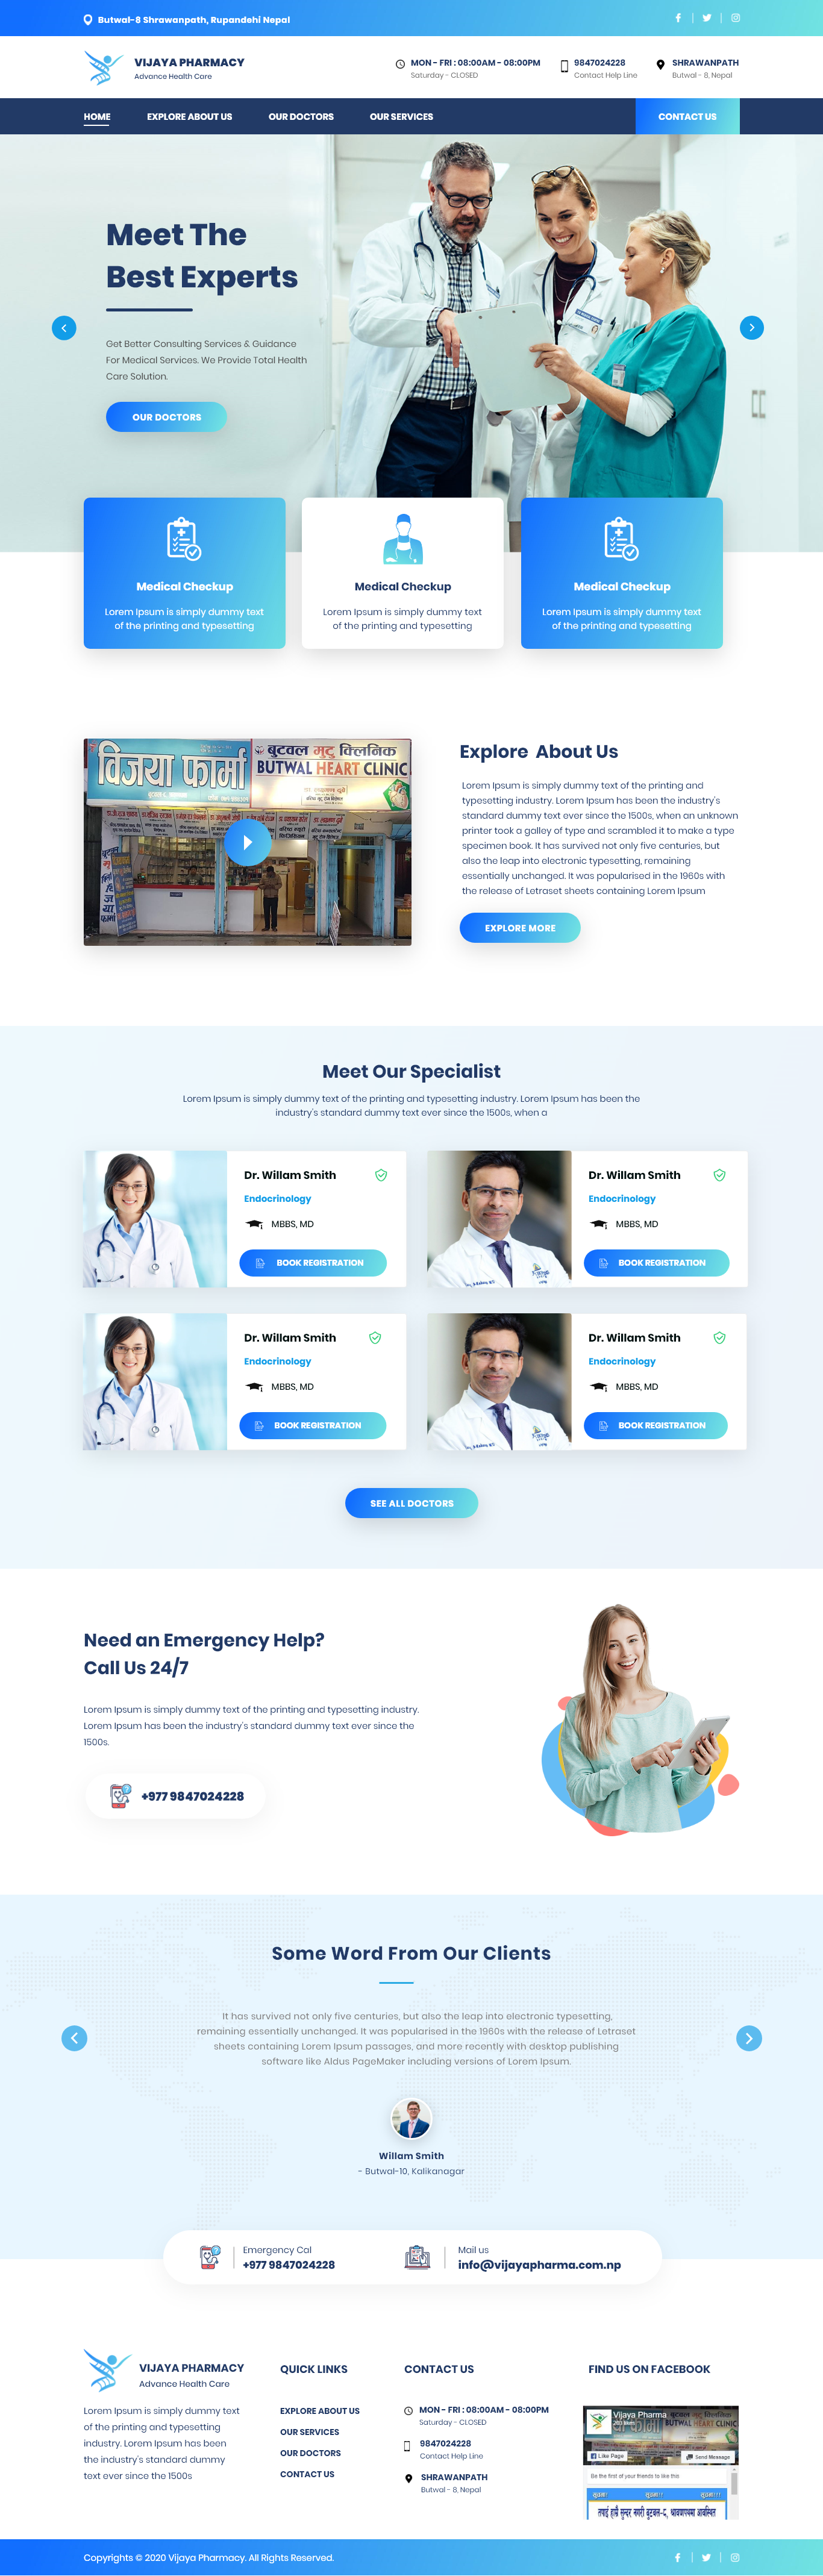 Butwal-8 Shrawanpath, Rupandehi Nepal
VIJAYA PHARMACY
Advance Health Care
MON - FRI : 08:00AM - 08:00PM
Saturday - CLOSED
9847024228
Contact Help Line
SHRAWANPATH
Butwal - 8, Nepal
HOME
EXPLORE ABOUT US
OUR DOCTORS
OUR SERVICES
CONTACT US
Meet The
Best Experts
Get Better Consulting Services & Guidance
For Medical Services. We Provide Total Health
Care Solution.
OUR DOCTORS
Medical Checkup
Lorem Ipsum is simply dummy text
of the printing and typesetting
Medical Checkup
Lorem Ipsum is simply dummy text
of the printing and typesetting
Medical Checkup
Lorem Ipsum is simply dummy text
of the printing and typesetting
विजया फार्मा
बुटवल मुटु क्लिनिक
BUTWAL HEART CLINIC
Explore About Us
Lorem Ipsum is simply dummy text of the printing and
typesetting industry. Lorem Ipsum has been the industry's
standard dummy text ever since the 1500s, when an unknown
printer took a galley of type and scrambled it to make a type
specimen book. It has survived not only five centuries, but
also the leap into electronic typesetting, remaining
essentially unchanged. It was popularised in the 1960s with
the release of Letraset sheets containing Lorem Ipsum
EXPLORE MORE
Meet Our Specialist
Lorem Ipsum is simply dummy text of the printing and typesetting industry. Lorem Ipsum has been the
industry's standard dummy text ever since the 1500s, when a
Dr. Willam Smith
Endocrinology
MBBS, MD
BOOK REGISTRATION
Dr. Willam Smith
Endocrinology
MBBS, MD
BOOK REGISTRATION
Dr. Willam Smith
Endocrinology
MBBS, MD
BOOK REGISTRATION
Dr. Willam Smith
Endocrinology
MBBS, MD
BOOK REGISTRATION
SEE ALL DOCTORS
Need an Emergency Help?
Call Us 24/7
Lorem Ipsum is simply dummy text of the printing and typesetting industry.
Lorem Ipsum has been the industry's standard dummy text ever since the
1500s.
+977 9847024228
Some Word From Our Clients
It has survived not only five centuries, but also the leap into electronic typesetting,
remaining essentially unchanged. It was popularised in the 1960s with the release of Letraset
sheets containing Lorem Ipsum passages, and more recently with desktop publishing
software like Aldus PageMaker including versions of Lorem Ipsum.
Willam Smith
- Butwal-10, Kalikanagar
Emergency Cal
+977 9847024228
Mail us
info@vijayapharma.com.np
VIJAYA PHARMACY
Advance Health Care
Lorem Ipsum is simply dummy text
of the printing and typesetting
industry. Lorem Ipsum has been
the industry's standard dummy
text ever since the 1500s
QUICK LINKS
EXPLORE ABOUT US
OUR SERVICES
OUR DOCTORS
CONTACT US
CONTACT US
MON - FRI : 08:00AM - 08:00PM
Saturday - CLOSED
9847024228
Contact Help Line
SHRAWANPATH
Butwal - 8, Nepal
FIND US ON FACEBOOK
Vijaya Pharma
Like Page
Send Message
Be the first of your friends to like this.
Copyrights © 2020 Vijaya Pharmacy. All Rights Reserved.